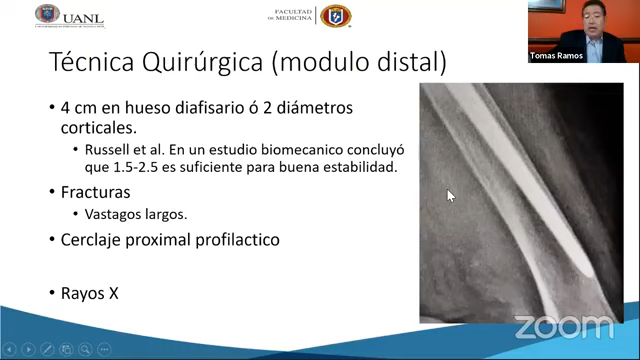 UANL
FACULTAD
DE MEDICINA
Tomas Ramos
Técnica Quirúrgica (modulo distal)
• 4 cm en hueso diafisario ó 2 diámetros
corticales.
• Russell et al. En un estudio biomecanico concluyó
que 1.5-2.5 es suficiente para buena estabilidad.
• Fracturas
• Vastagos largos.
• Cerclaje proximal profilactico
• Rayos X
zoom